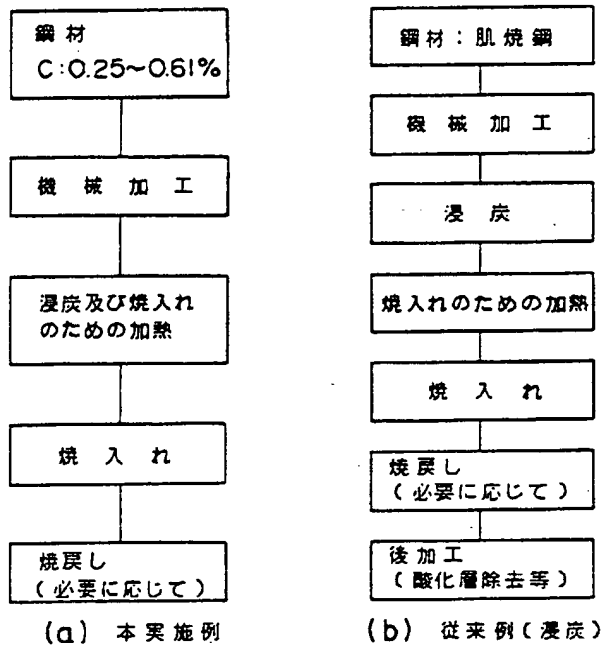 鋼材
C:0.25~0.61%
機械加工
浸炭及び焼入れ
のための加熱
焼入れ
焼戻し
(必要に応じて)
(a) 本実施例
鋼材:肌焼鋼
機械加工
浸炭
焼入れのための加熱
焼入れ
焼戻し
(必要に応じて)
後加工
(酸化層除去等)
(b) 従来例(浸炭)